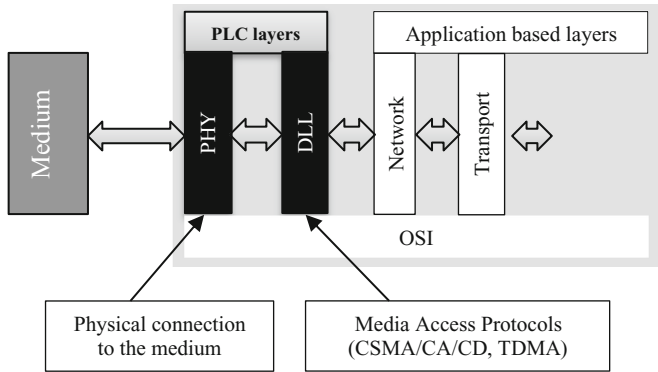 PLC layers
Application based layers
Medium
PHY
DLL
Network
Transport
OSI
Physical connection
to the medium
Media Access Protocols
(CSMA/CA/CD, TDMA)